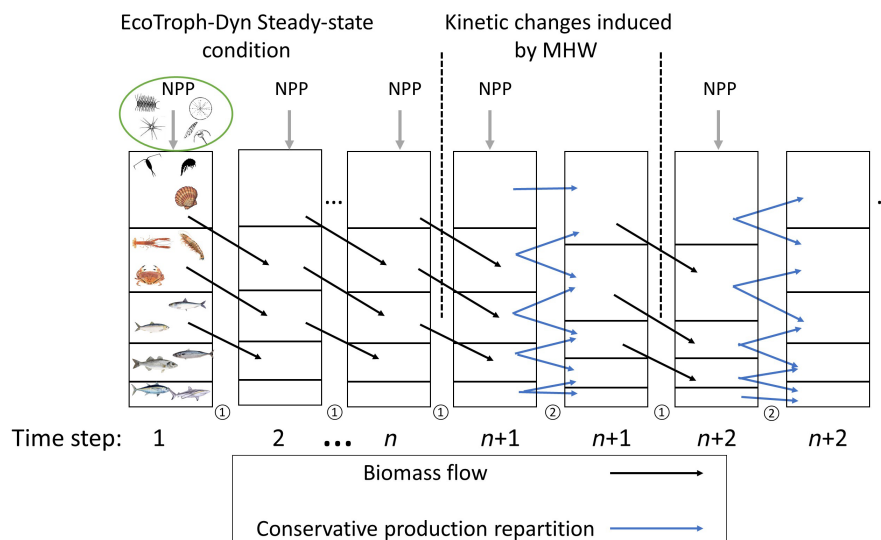 EcoTroph-Dyn Steady-state
condition
Kinetic changes induced
by MHW
NPP
NPP
NPP
NPP
NPP
...
.
①
①
①
②
①
②
Time step: 1 2 ... n n+1 n+1 n+2 n+2
Biomass flow
Conservative production repartition